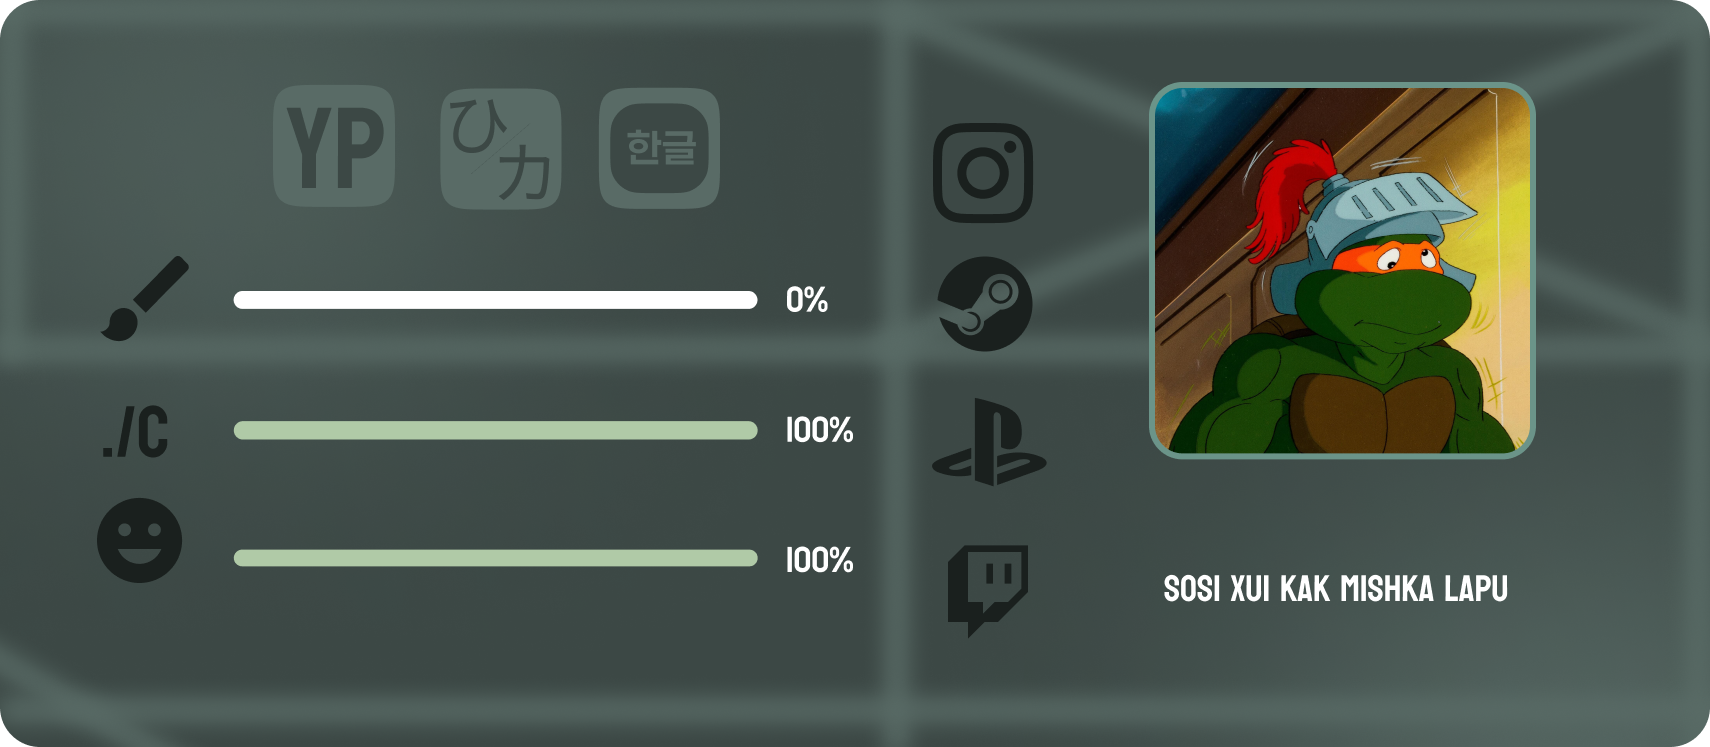 YP
ひ/カ
한글
0%
./C
100%
100%
SOSI XUI KAK MISHKA LAPU